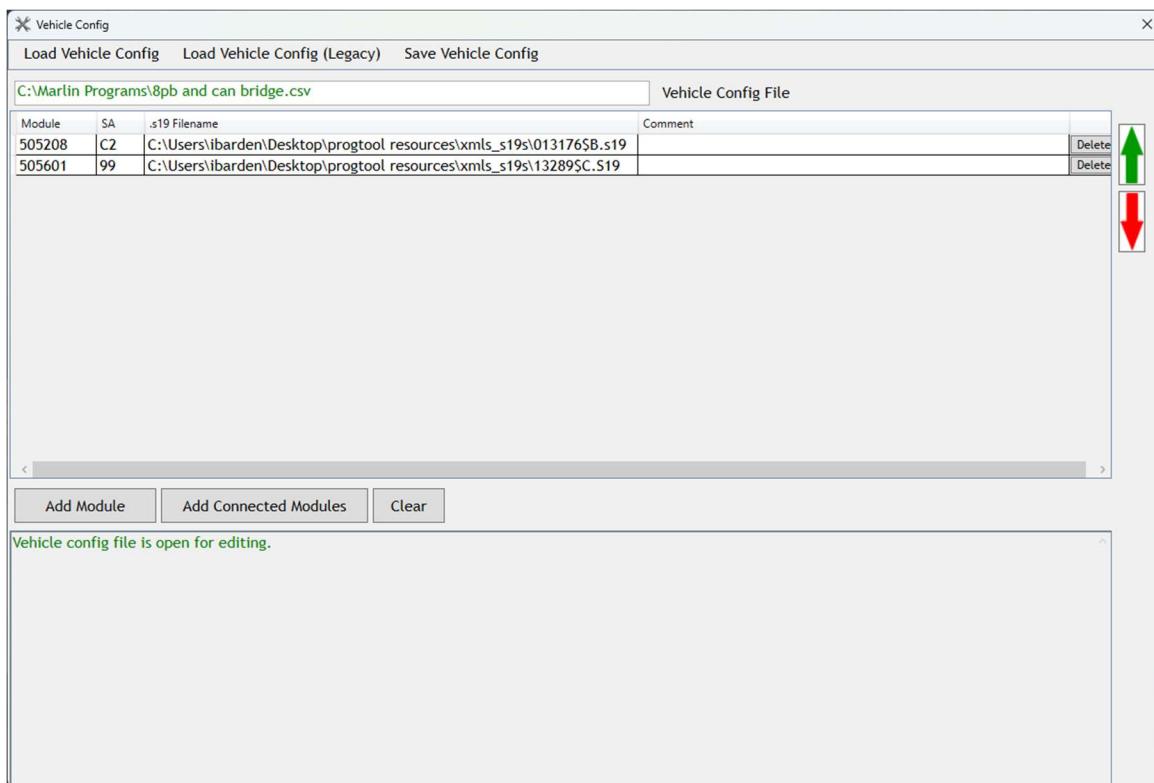 Vehicle Config
Load Vehicle Config Load Vehicle Config (Legacy) Save Vehicle Config
C:\Marlin Programs\8pb and can bridge.csv Vehicle Config File
Module SA .s19 Filename Comment
505208 C2 C:\Users\ibarden\Desktop\progtool resources\xmls_s19s\013176$B.s19 Delete
505601 99 C:\Users\ibarden\Desktop\progtool resources\xmls_s19s\13289$C.S19 Delete
Add Module Add Connected Modules Clear
Vehicle config file is open for editing.